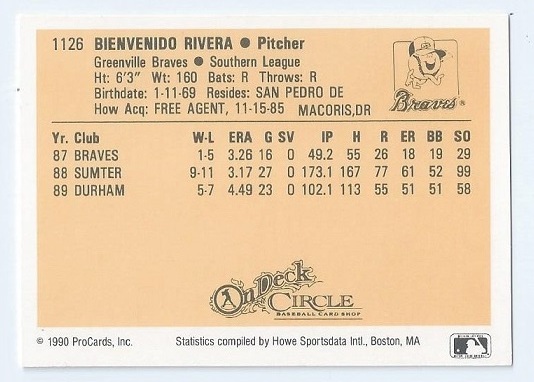 1126 BIENVENIDO RIVERA ● Pitcher
Greenville Braves ● Southern League
Ht: 6'3" Wt: 160 Bats: R Throws: R
Birthdate: 1-11-69 Resides: SAN PEDRO DE
How Acq: FREE AGENT, 11-15-85 MACORIS,DR
Braves®
Yr. Club W-L ERA G SV IP H R ER BB SO
87 BRAVES 1-5 3.26 16 0 49.2 55 26 18 19 29
88 SUMTER 9-11 3.17 27 0 173.1 167 77 61 52 99
89 DURHAM 5-7 4.49 23 0 102.1 113 55 51 51 58
On Deck
CIRCLE
BASEBALL CARD SHOP
© 1990 ProCards, Inc. Statistics compiled by Howe Sportsdata Intl., Boston, MA